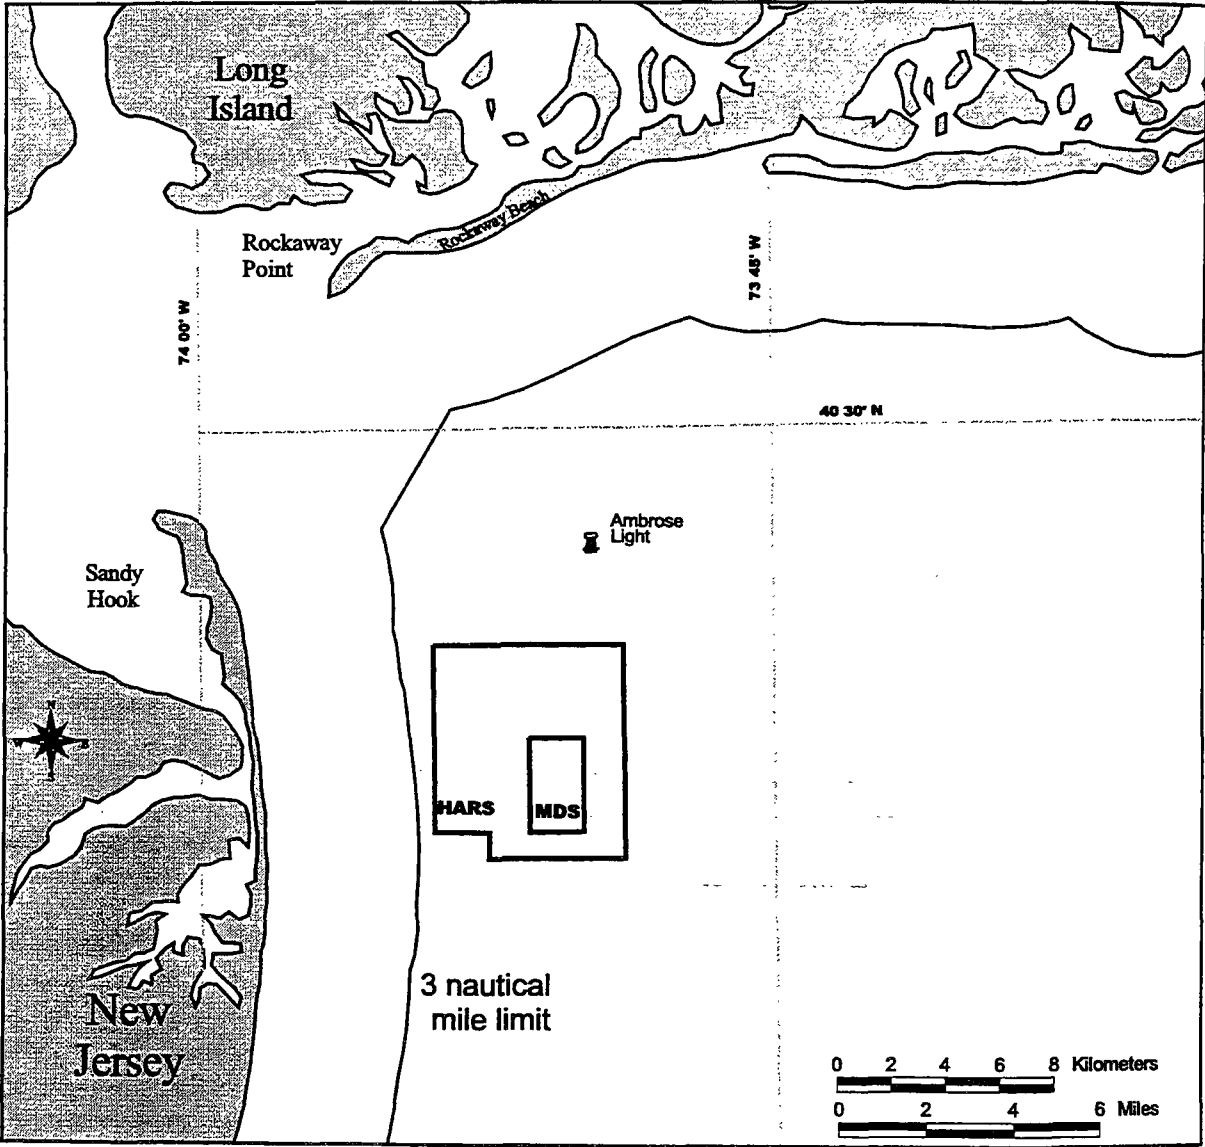 Long
Island
Rockaway Beach
Rockaway
Point
73 45' W
74 00' W
40 30' N
Ambrose
Light
Sandy
Hook
N
W
E
S
HARS
MDS
3 nautical
mile limit
New
Jersey
0 2 4 6 8 Kilometers
0 2 4 6 Miles